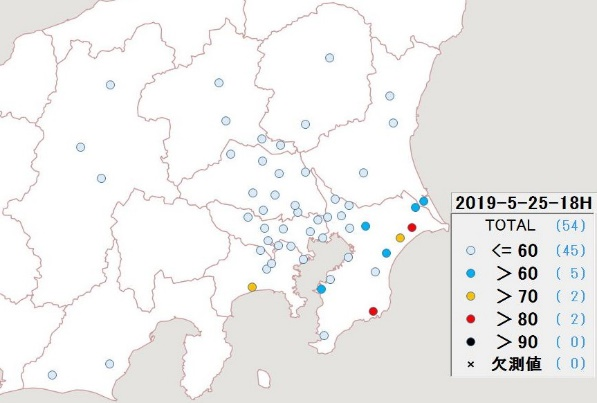 2019-5-25-18H
TOTAL (54)
<= 60 (45)
> 60 ( 5)
> 70 ( 2)
> 80 ( 2)
> 90 ( 0)
× 欠測値 ( 0)